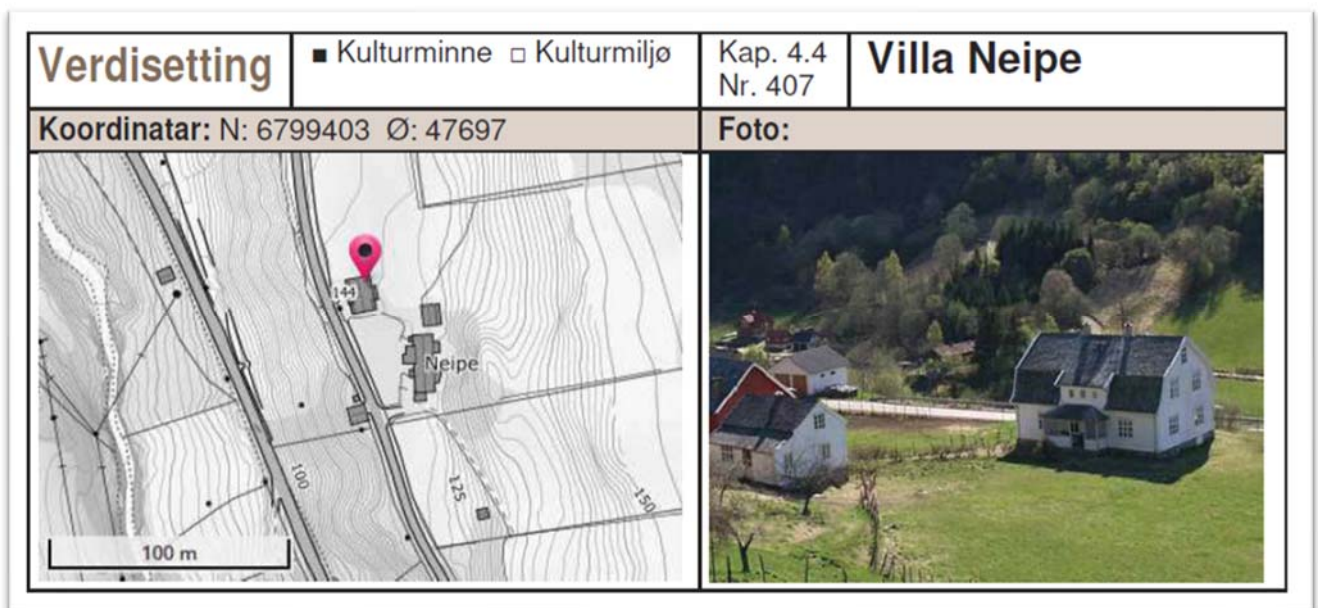 Verdisetting
■ Kulturminne □ Kulturmiljø
Kap. 4.4
Nr. 407
Villa Neipe
Koordinatar: N: 6799403 Ø: 47697
Foto:
144
Neipe
100
125
150
100 m